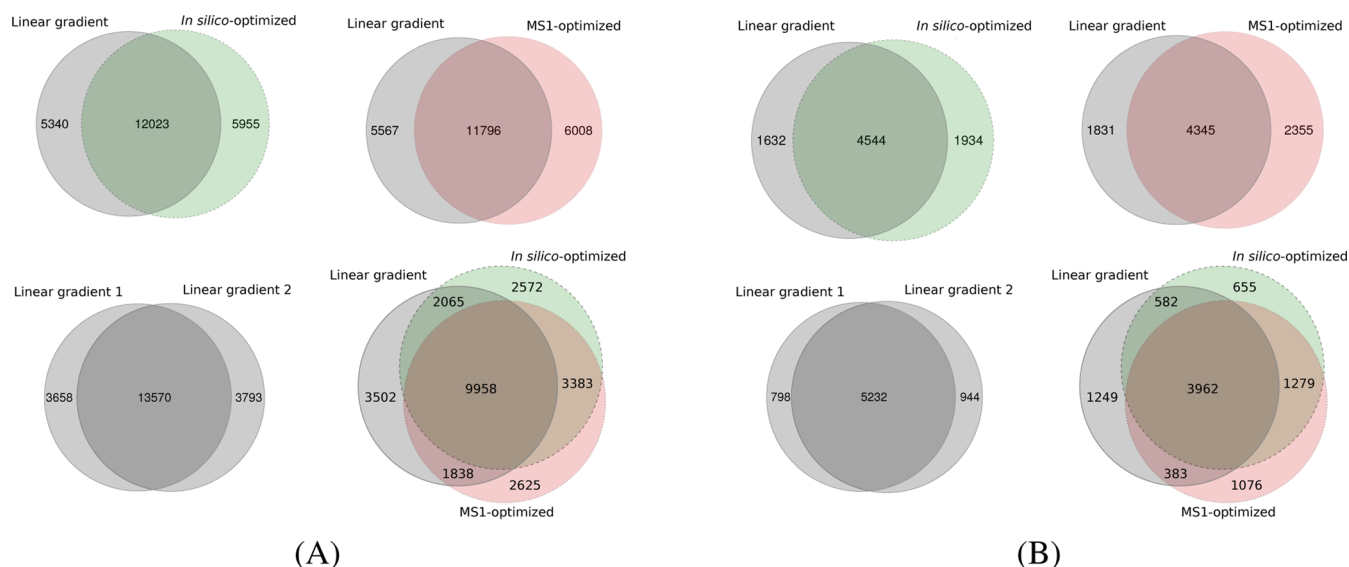 Linear gradient
In silico-optimized
5340
12023
5955
Linear gradient
MS1-optimized
5567
11796
6008
Linear gradient 1
Linear gradient 2
3658
13570
3793
In silico-optimized
Linear gradient
2572
2065
3383
9958
3502
1838
2625
MS1-optimized
(A)
Linear gradient
In silico-optimized
1632
4544
1934
Linear gradient
MS1-optimized
1831
4345
2355
Linear gradient 1
Linear gradient 2
798
5232
944
In silico-optimized
Linear gradient
655
582
1279
3962
1249
383
1076
MS1-optimized
(B)